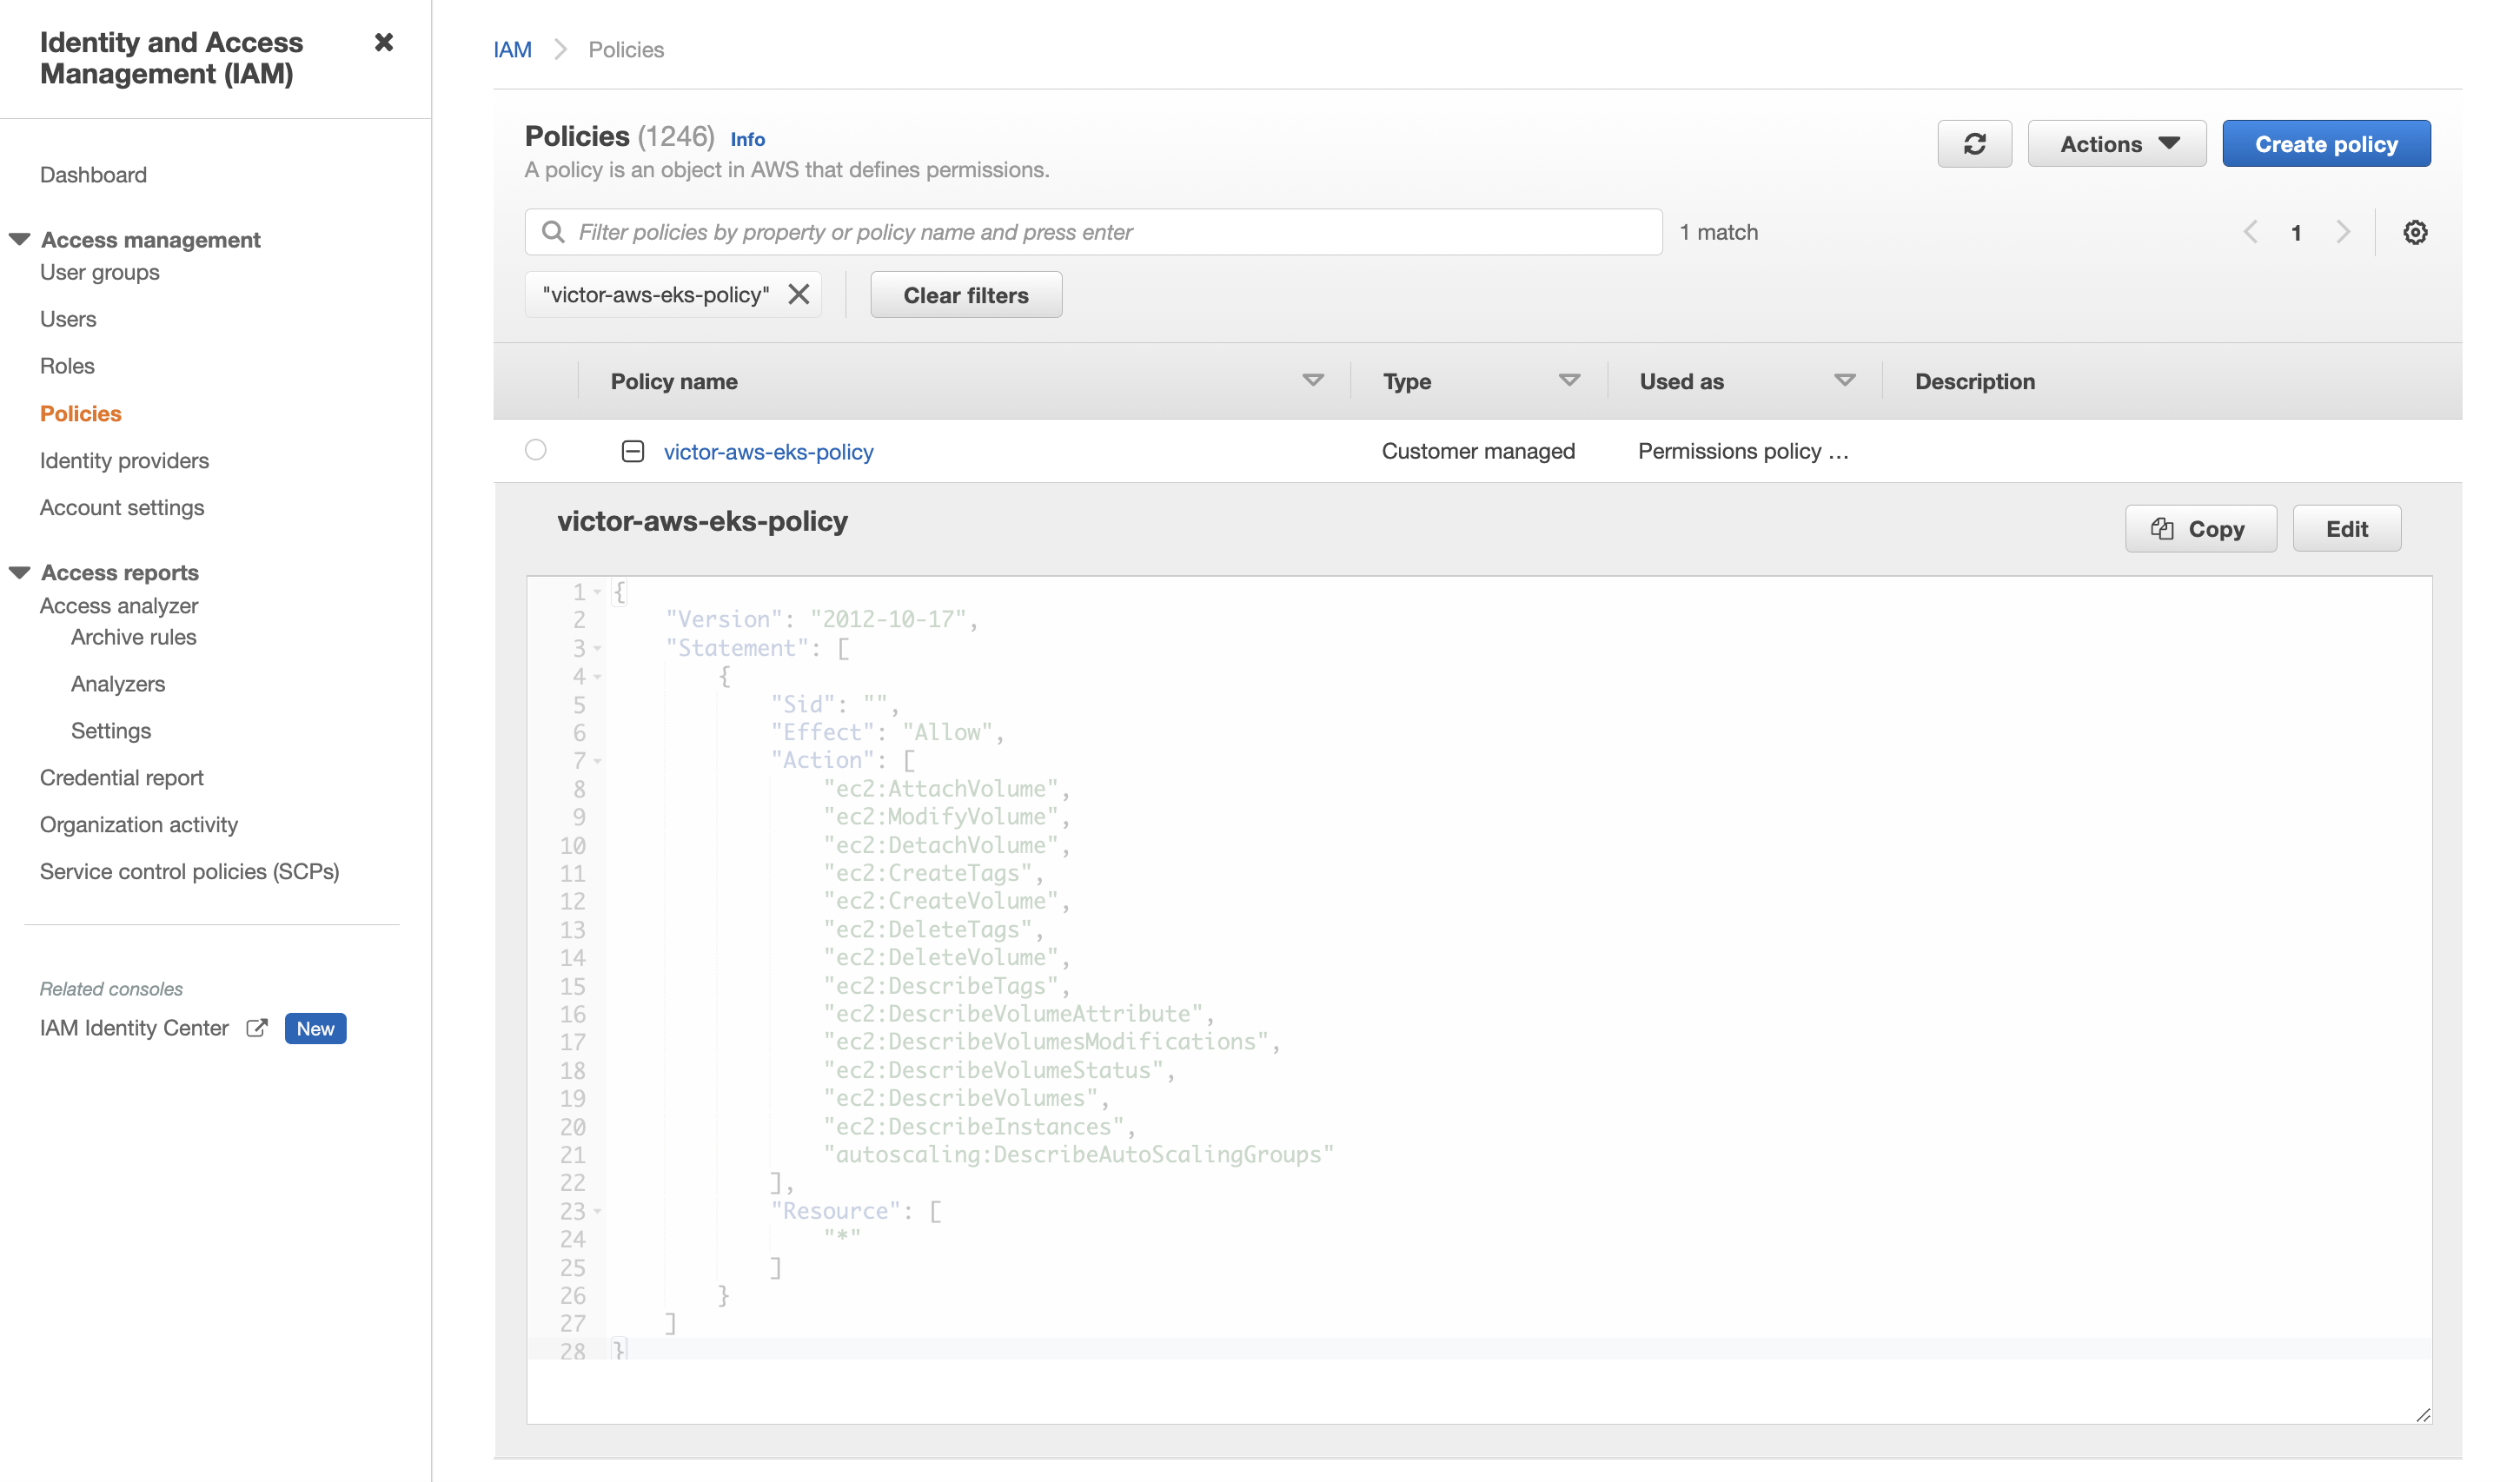 Identity and Access
Management (IAM)
Dashboard
Access management
User groups
Users
Roles
Policies
Identity providers
Account settings
Access reports
Access analyzer
Archive rules
Analyzers
Settings
Credential report
Organization activity
Service control policies (SCPs)
Related consoles
IAM Identity Center New
IAM > Policies
Policies (1246) Info
A policy is an object in AWS that defines permissions.
Actions
Create policy
Filter policies by property or policy name and press enter
1 match
1
"victor-aws-eks-policy"
Clear filters
Policy name Type Used as Description
victor-aws-eks-policy Customer managed Permissions policy ...
victor-aws-eks-policy
Copy
Edit
1 {
2 "Version": "2012-10-17",
3 "Statement": [
4 {
5 "Sid": "",
6 "Effect": "Allow",
7 "Action": [
8 "ec2:AttachVolume",
9 "ec2:ModifyVolume",
10 "ec2:DetachVolume",
11 "ec2:CreateTags",
12 "ec2:CreateVolume",
13 "ec2:DeleteTags",
14 "ec2:DeleteVolume",
15 "ec2:DescribeTags",
16 "ec2:DescribeVolumeAttribute",
17 "ec2:DescribeVolumesModifications",
18 "ec2:DescribeVolumeStatus",
19 "ec2:DescribeVolumes",
20 "ec2:DescribeInstances",
21 "autoscaling:DescribeAutoScalingGroups"
22 ],
23 "Resource": [
24 "*"
25 ]
26 }
27 ]
28 }